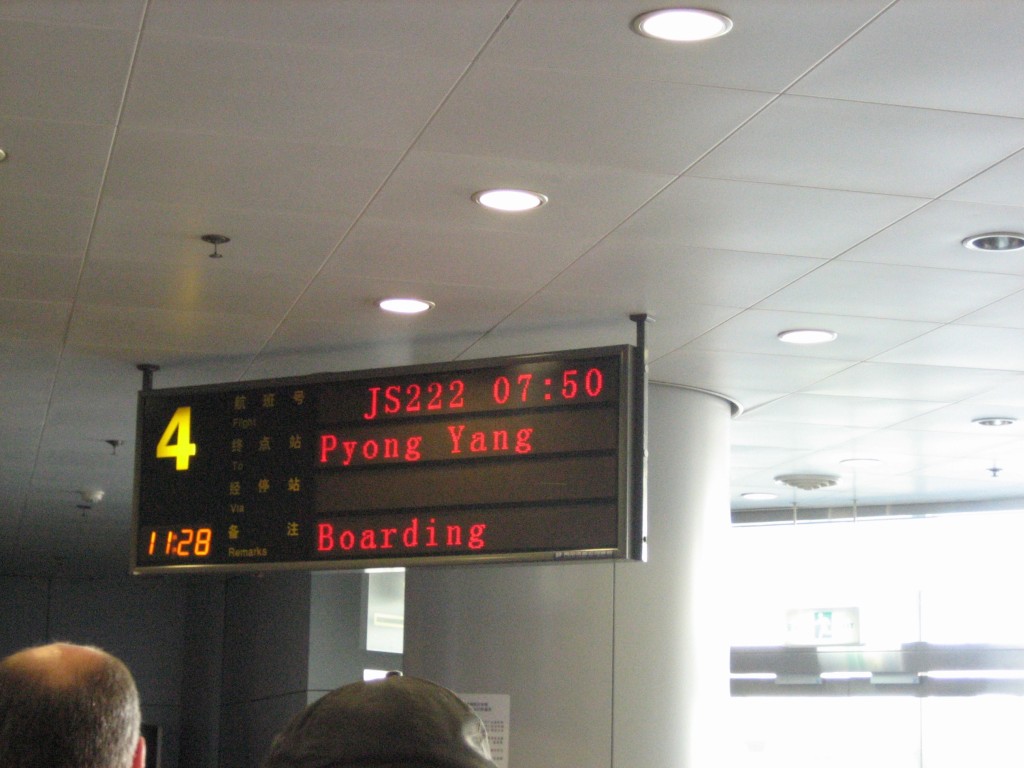 4
11:28
航班号 JS222 07:50
Flight
终点站 Pyong Yang
To
经停站
Via
备注 Boarding
Remarks